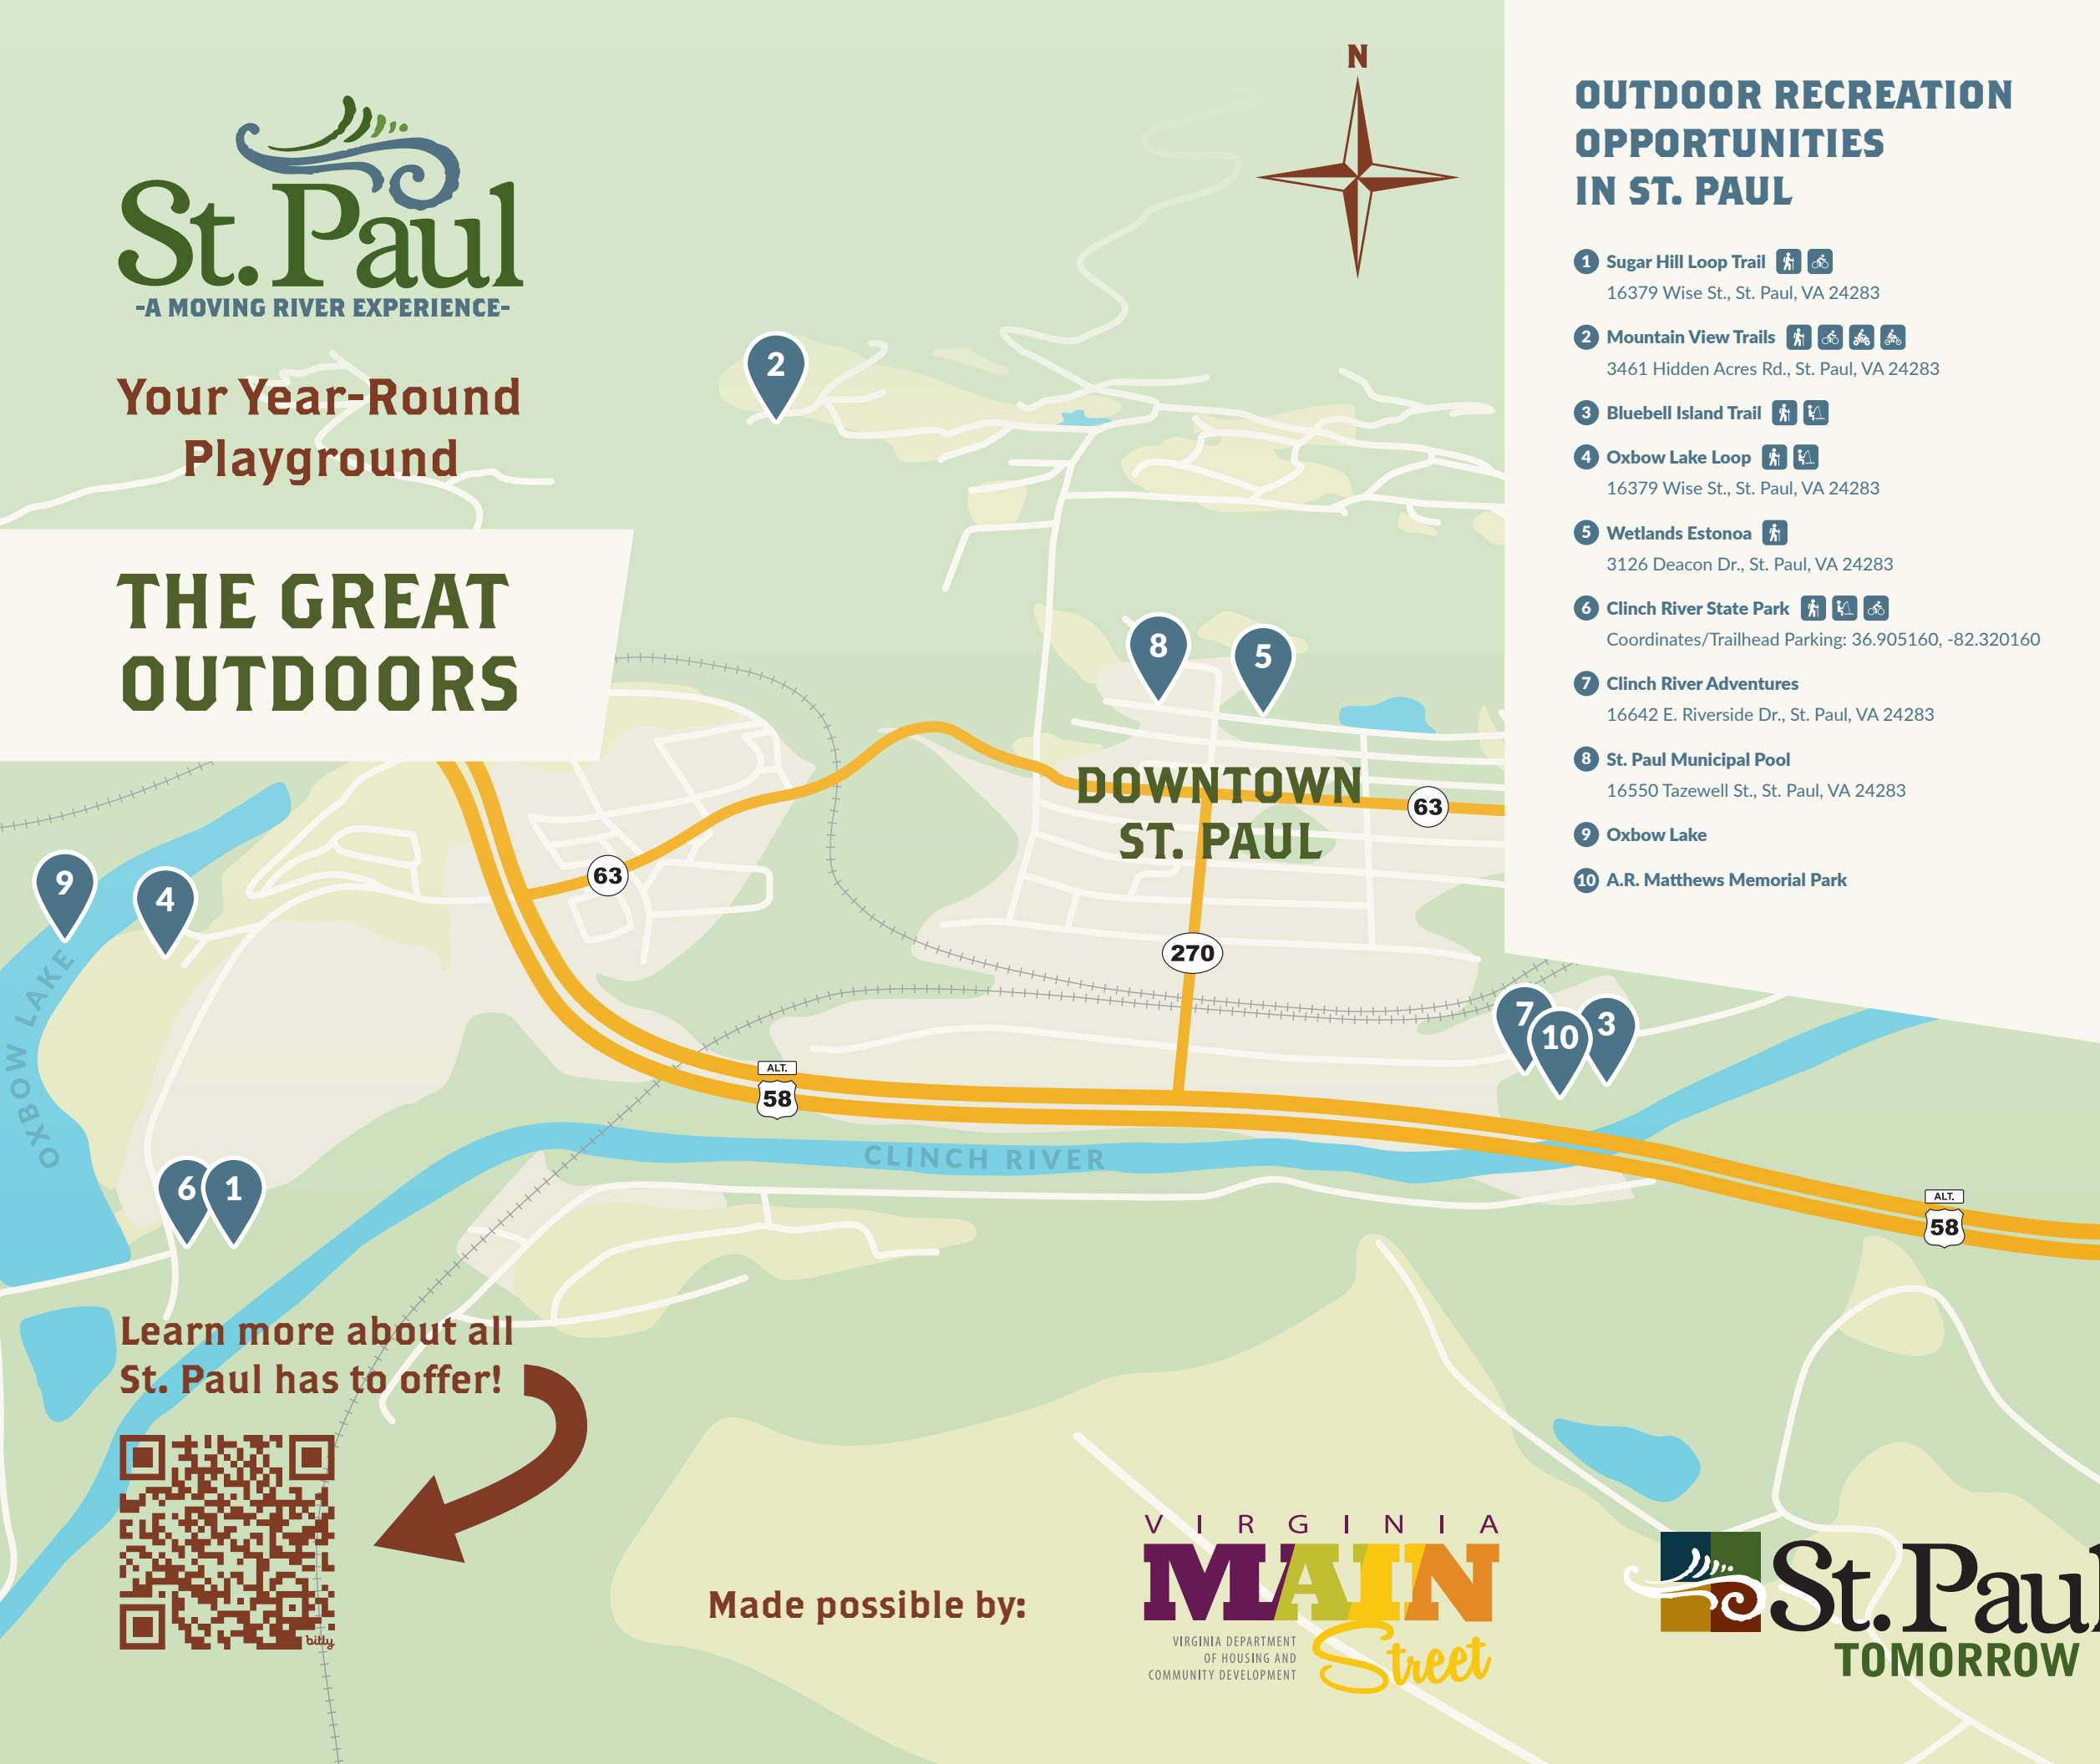 St. Paul
-A MOVING RIVER EXPERIENCE-
Your Year-Round
Playground
THE GREAT
OUTDOORS
N
OUTDOOR RECREATION
OPPORTUNITIES
IN ST. PAUL
1 Sugar Hill Loop Trail
16379 Wise St., St. Paul, VA 24283
2 Mountain View Trails
3461 Hidden Acres Rd., St. Paul, VA 24283
3 Bluebell Island Trail
4 Oxbow Lake Loop
16379 Wise St., St. Paul, VA 24283
5 Wetlands Estonoa
3126 Deacon Dr., St. Paul, VA 24283
6 Clinch River State Park
Coordinates/Trailhead Parking: 36.905160, -82.320160
7 Clinch River Adventures
16642 E. Riverside Dr., St. Paul, VA 24283
8 St. Paul Municipal Pool
16550 Tazewell St., St. Paul, VA 24283
9 Oxbow Lake
10 A.R. Matthews Memorial Park
2
8
5
DOWNTOWN
ST. PAUL
63
63
9
4
270
OXBOW LAKE
7
10
3
ALT.
58
CLINCH RIVER
6
1
ALT.
58
Learn more about all
St. Paul has to offer!
bitly
Made possible by:
VIRGINIA
MAIN
Street
VIRGINIA DEPARTMENT
OF HOUSING AND
COMMUNITY DEVELOPMENT
St. Paul
TOMORROW